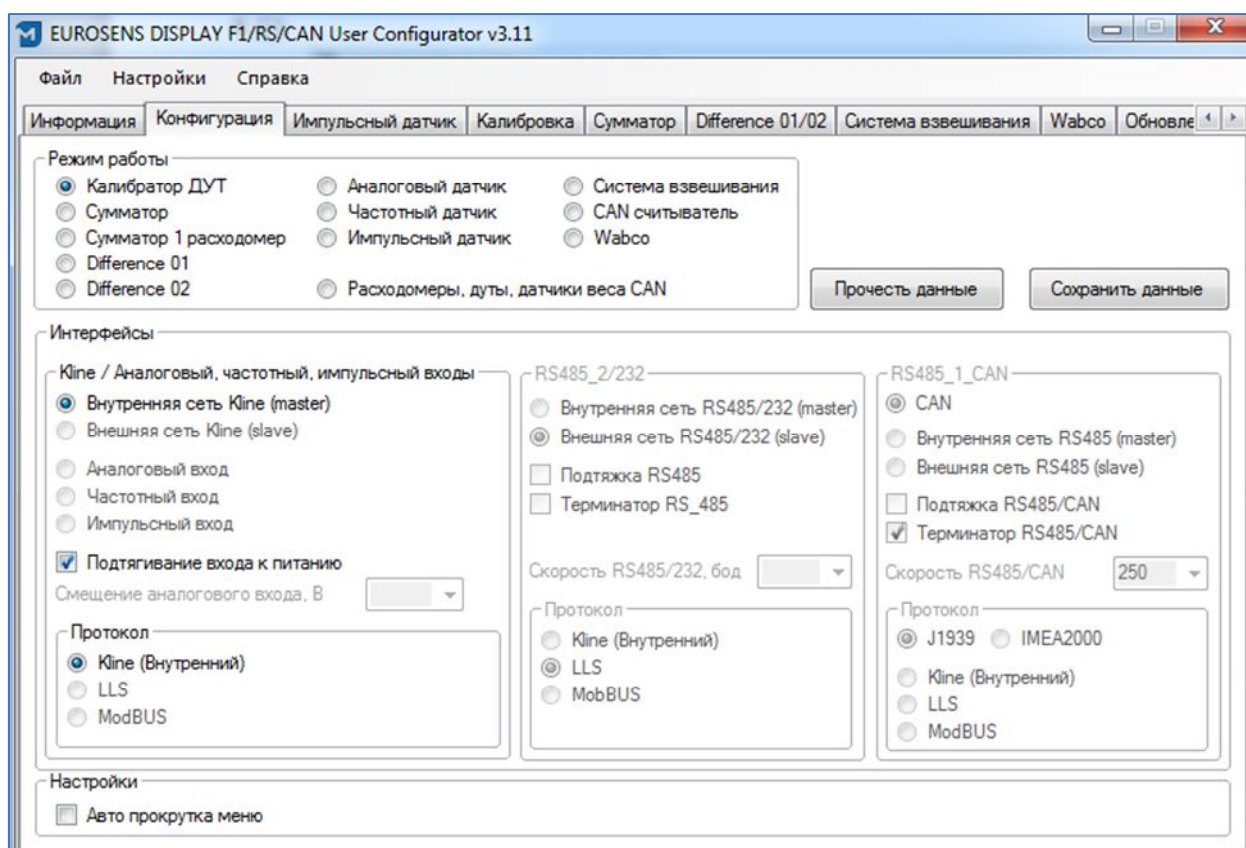 EUROSENS DISPLAY F1/RS/CAN User Configurator v3.11
Файл Настройки Справка
Информация Конфигурация Импульсный датчик Калибровка Сумматор Difference 01/02 Система взвешивания Wabco Обновле
Режим работы
Калибратор ДУТ Аналоговый датчик Система взвешивания
Сумматор Частотный датчик CAN считыватель
Сумматор 1 расходомер Импульсный датчик Wabco
Difference 01
Difference 02 Расходомеры, дуты, датчики веса CAN
Прочесть данные Сохранить данные
Интерфейсы
Kline / Аналоговый, частотный, импульсный входы
Внутренняя сеть Kline (master)
Внешняя сеть Kline (slave)
Аналоговый вход
Частотный вход
Импульсный вход
Подтягивание входа к питанию
Смещение аналогового входа, В
Протокол
Kline (Внутренний)
LLS
ModBUS
RS485_2/232
Внутренняя сеть RS485/232 (master)
Внешняя сеть RS485/232 (slave)
Подтяжка RS485
Терминатор RS_485
Скорость RS485/232, бод
Протокол
Kline (Внутренний)
LLS
MobBUS
RS485_1_CAN
CAN
Внутренняя сеть RS485 (master)
Внешняя сеть RS485 (slave)
Подтяжка RS485/CAN
Терминатор RS485/CAN
Скорость RS485/CAN 250
Протокол
J1939 IMEA2000
Kline (Внутренний)
LLS
ModBUS
Настройки
Авто прокрутка меню